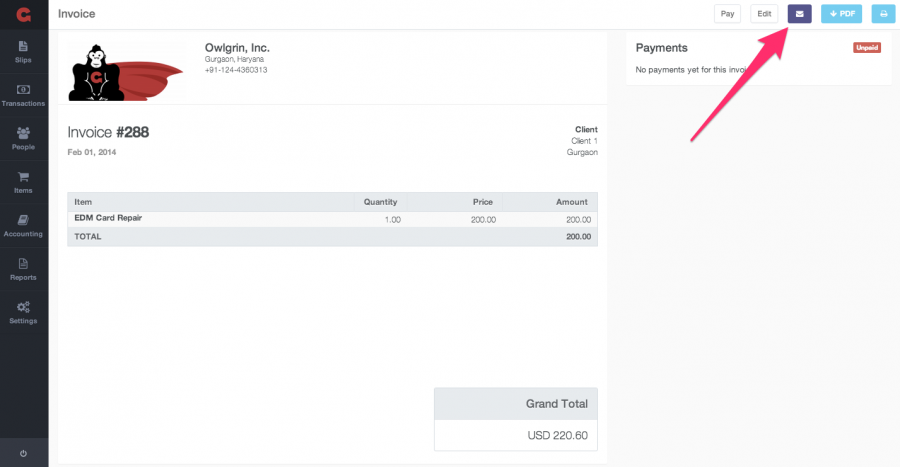 Invoice
Pay
Edit
PDF
G
Slips
Transactions
People
Items
Accounting
Reports
Settings
G
Owlgrin, Inc.
Gurgaon, Haryana
+91-124-4360313
Invoice #288
Feb 01, 2014
Client
Client 1
Gurgaon
Item Quantity Price Amount
EDM Card Repair 1.00 200.00 200.00
TOTAL 200.00
Grand Total
USD 220.60
Payments Unpaid
No payments yet for this invoi